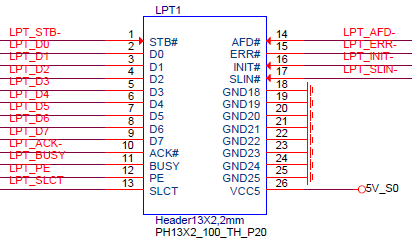 LPT1
LPT_STB- 1 STB# AFD# 14 LPT_AFD-
LPT_D0 2 D0 ERR# 15 LPT_ERR-
LPT_D1 3 D1 INIT# 16 LPT_INIT-
LPT_D2 4 D2 SLIN# 17 LPT_SLIN-
LPT_D3 5 D3 GND18 18
LPT_D4 6 D4 GND19 19
LPT_D5 7 D5 GND20 20
LPT_D6 8 D6 GND21 21
LPT_D7 9 D7 GND22 22
LPT_ACK- 10 ACK# GND23 23
LPT_BUSY 11 BUSY GND24 24
LPT_PE 12 PE GND25 25
LPT_SLCT 13 SLCT VCC5 26 5V_S0
Header13X2,2mm
PH13X2_100_TH_P20